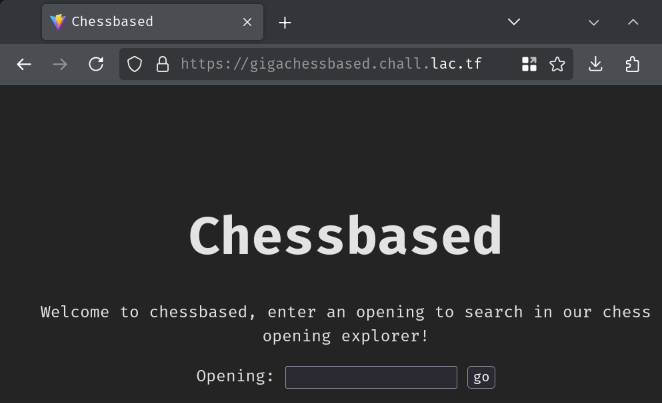 Chessbased
https://gigachessbased.chall.lac.tf
Chessbased
Welcome to chessbased, enter an opening to search in our chess
opening explorer!
Opening: go